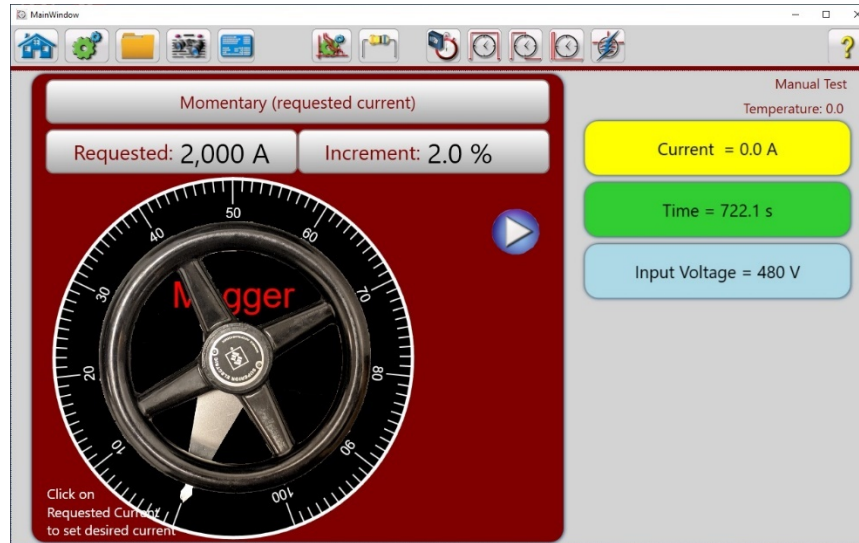 MainWindow
Manual Test
Temperature: 0.0
Momentary (requested current)
Requested: 2,000 A
Increment: 2.0 %
Current = 0.0 A
Time = 722.1 s
Input Voltage = 480 V
10
20
30
40
50
60
70
80
90
100
SUPERIOR ELECTRIC
Click on
Requested Current
to set desired current